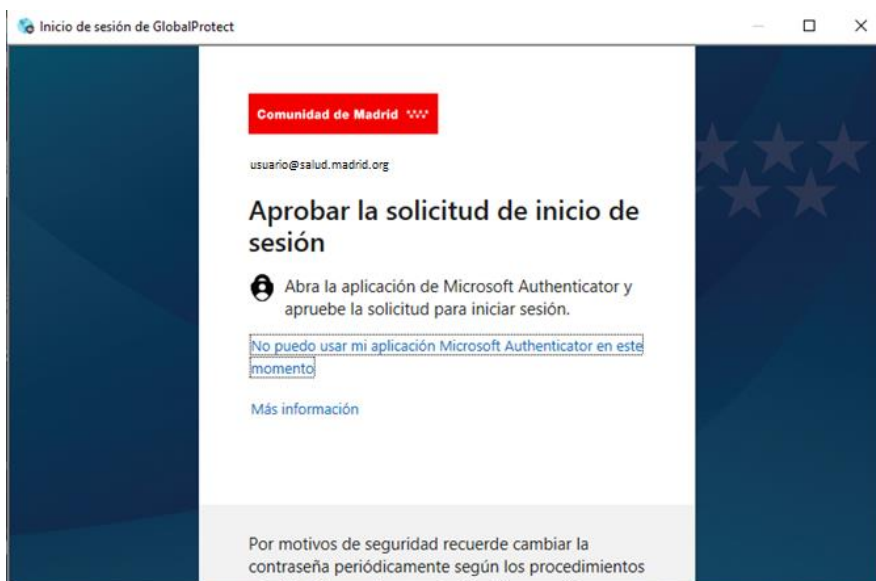 Inicio de sesión de GlobalProtect
Comunidad de Madrid
usuario@salud.madrid.org
Aprobar la solicitud de inicio de
sesión
Abra la aplicación de Microsoft Authenticator y
apruebe la solicitud para iniciar sesión.
No puedo usar mi aplicación Microsoft Authenticator en este
momento
Más información
Por motivos de seguridad recuerde cambiar la
contraseña periódicamente según los procedimientos